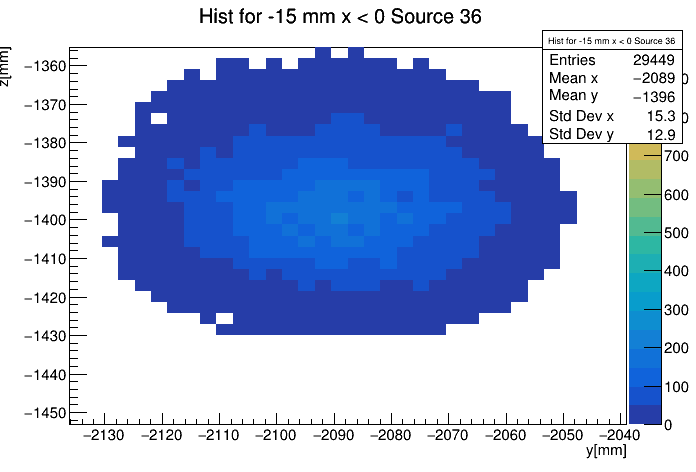 Hist for -15 mm x < 0 Source 36
z[mm]
Hist for -15 mm x < 0 Source 36
Entries 29449
Mean x −2089
Mean y −1396
Std Dev x 15.3
Std Dev y 12.9
−1360
−1370
−1380
−1390
−1400
−1410
−1420
−1430
−1440
−1450
700
600
500
400
300
200
100
0
−2130 −2120 −2110 −2100 −2090 −2080 −2070 −2060 −2050 −2040
y[mm]